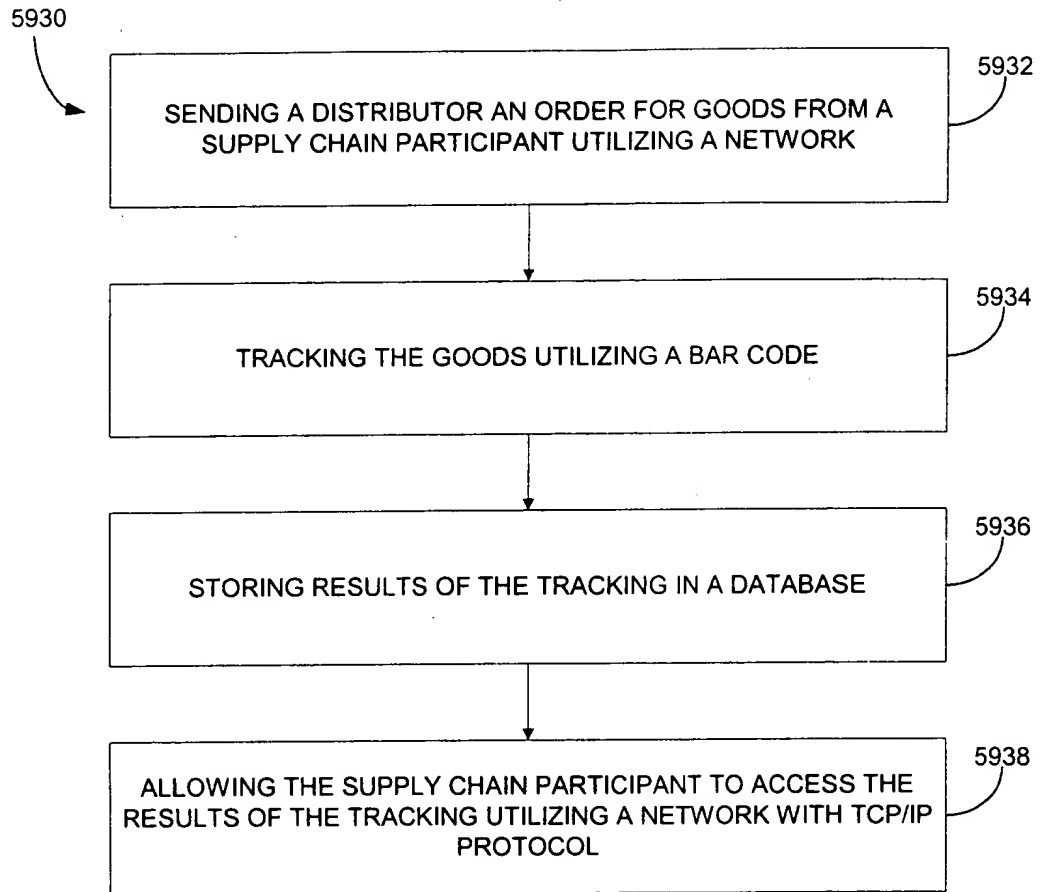 5930
5932
SENDING A DISTRIBUTOR AN ORDER FOR GOODS FROM A
SUPPLY CHAIN PARTICIPANT UTILIZING A NETWORK
5934
TRACKING THE GOODS UTILIZING A BAR CODE
5936
STORING RESULTS OF THE TRACKING IN A DATABASE
5938
ALLOWING THE SUPPLY CHAIN PARTICIPANT TO ACCESS THE
RESULTS OF THE TRACKING UTILIZING A NETWORK WITH TCP/IP
PROTOCOL